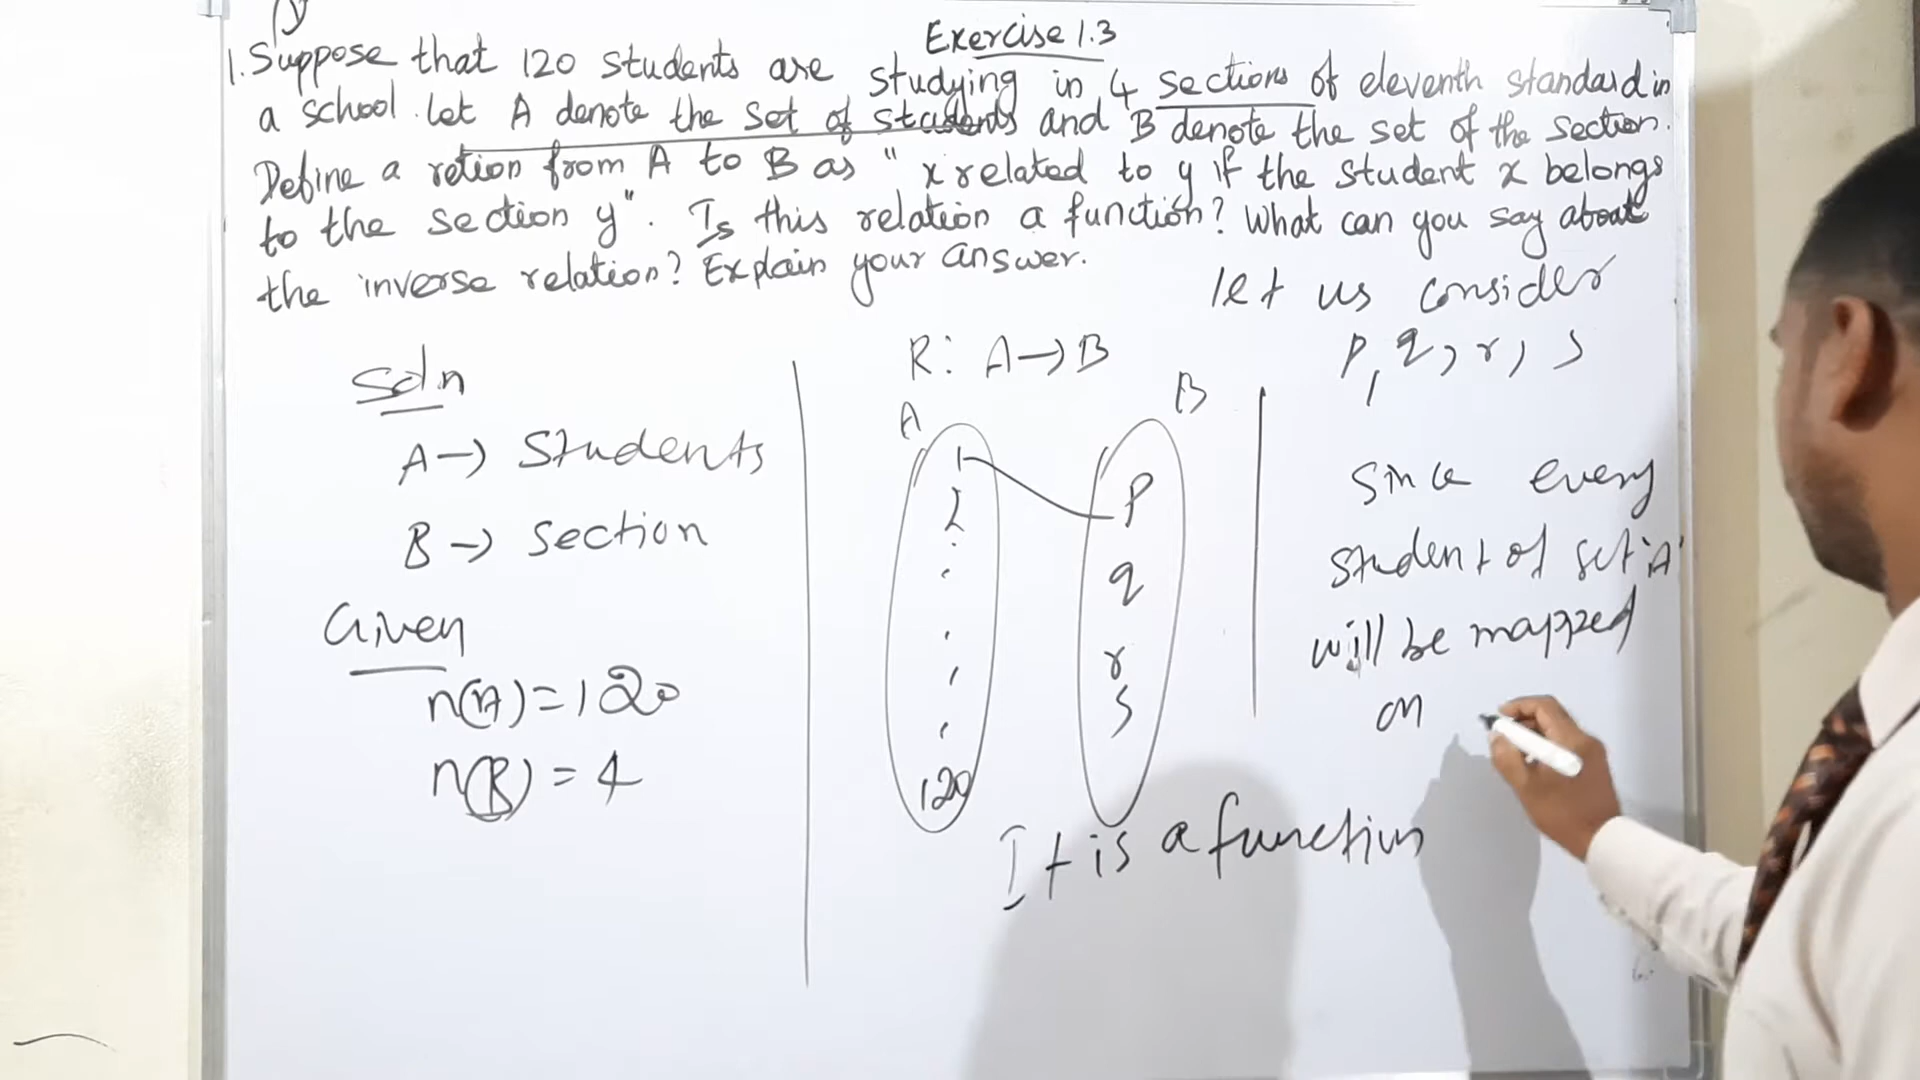 Exercise 1.3
1. Suppose that 120 students are studying in 4 sections of eleventh standard in
a school. Let A denote the set of students and B denote the set of the section.
Define a retion from A to B as "x related to y if the student x belongs
to the section y". Is this relation a function? What can you say about
the inverse relation? Explain your answer.
Soln
A → Students
B → Section
Given
n(A) = 120
n(B) = 4
R: A → B
A
B
1
2
.
.
.
.
.
120
p
q
r
s
It is a function
let us consider
p, q, r, s
Since every
student of set 'A'
will be mapped
on